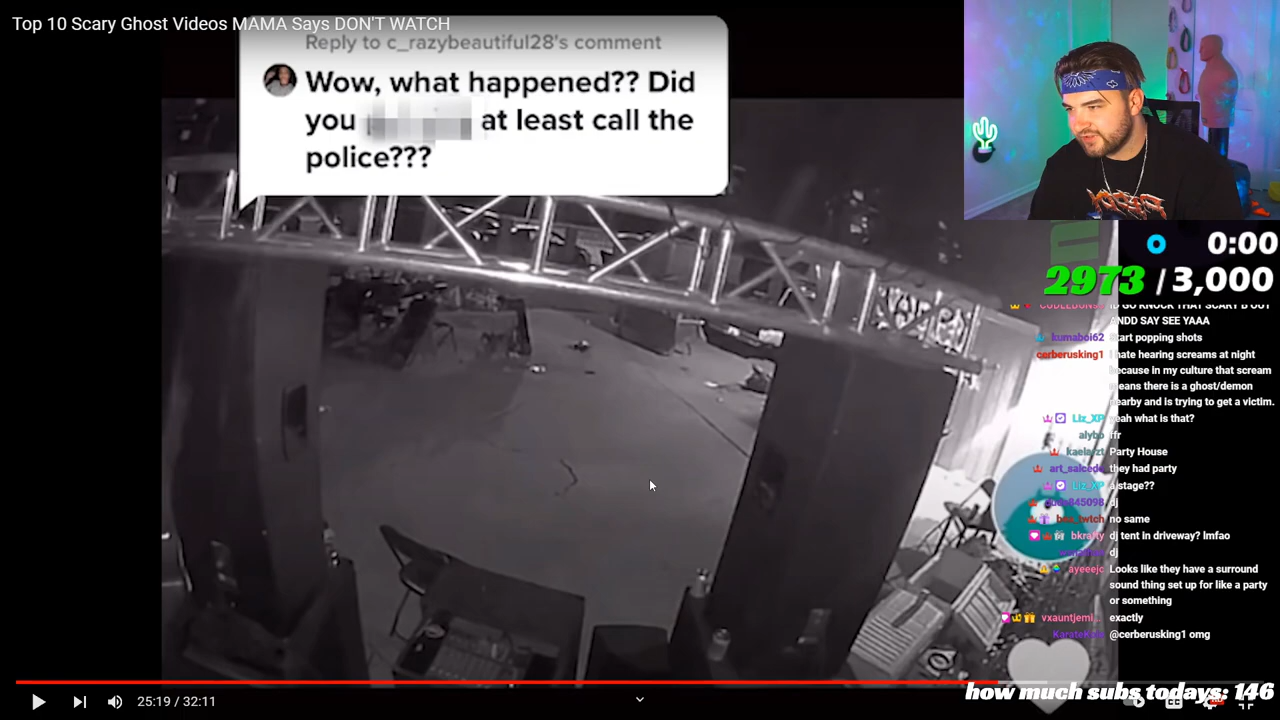 Top 10 Scary Ghost Videos MAMA Says DON'T WATCH
Reply to c_razybeautiful28's comment
Wow, what happened?? Did
you at least call the
police???
0:00
2973 / 3,000
ANDD SAY SEE YAAA
kumaboi62 start popping shots
cerberusking1 I hate hearing screams at night
because in my culture that scream
means there is a ghost/demon
nearby and is trying to get a victim.
Liz_XP yeah what is that?
alybo ffr
Party House
art_salcedo they had party
Liz_XP a stage??
dj
no same
bkratty dj tent in driveway? lmfao
dj
ayeeejc Looks like they have a surround
sound thing set up for like a party
or something
vxauntjemi... exactly
@cerberusking1 omg
how much subs todays: 146
25:19 / 32:11